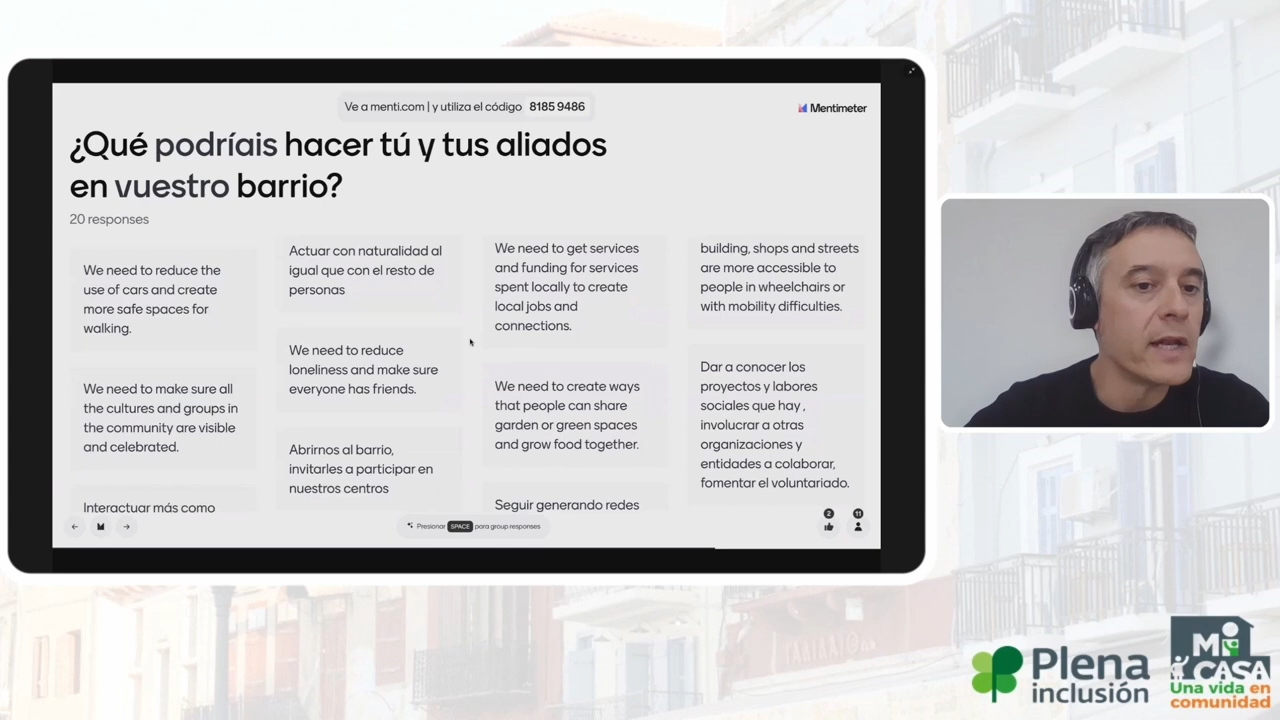 Ve a menti.com | y utiliza el código 8185 9486
Mentimeter
¿Qué podríais hacer tú y tus aliados
en vuestro barrio?
20 responses
We need to reduce the
use of cars and create
more safe spaces for
walking.
We need to make sure all
the cultures and groups in
the community are visible
and celebrated.
Interactuar más como
Actuar con naturalidad al
igual que con el resto de
personas
We need to reduce
loneliness and make sure
everyone has friends.
Abrirnos al barrio,
invitarles a participar en
nuestros centros
We need to get services
and funding for services
spent locally to create
local jobs and
connections.
We need to create ways
that people can share
garden or green spaces
and grow food together.
Seguir generando redes
building, shops and streets
are more accessible to
people in wheelchairs or
with mobility difficulties.
Dar a conocer los
proyectos y labores
sociales que hay ,
involucrar a otras
organizaciones y
entidades a colaborar,
fomentar el voluntariado.
Presionar SPACE para group responses
2
11
Plena
inclusión
Mi
CASA
Una vida en
comunidad